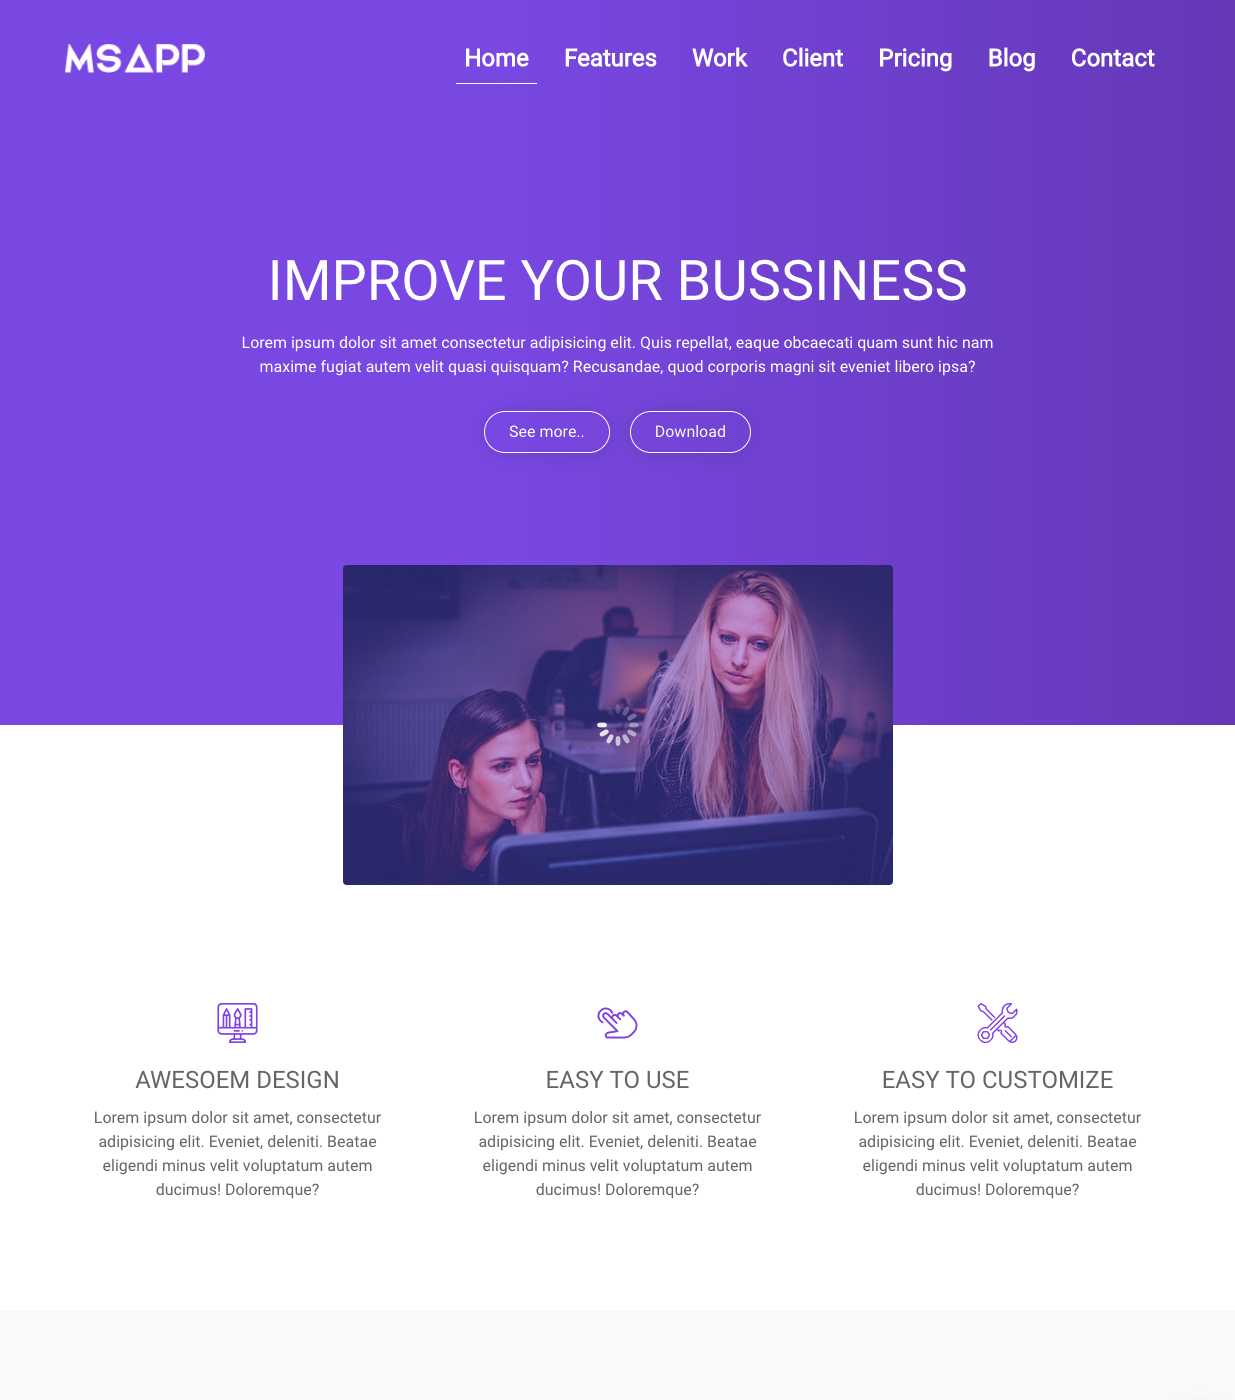 MSAPP
Home Features Work Client Pricing Blog Contact
IMPROVE YOUR BUSSINESS
Lorem ipsum dolor sit amet consectetur adipisicing elit. Quis repellat, eaque obcaecati quam sunt hic nam
maxime fugiat autem velit quasi quisquam? Recusandae, quod corporis magni sit eveniet libero ipsa?
See more.. Download
AWESOEM DESIGN
Lorem ipsum dolor sit amet, consectetur
adipisicing elit. Eveniet, deleniti. Beatae
eligendi minus velit voluptatum autem
ducimus! Doloremque?
EASY TO USE
Lorem ipsum dolor sit amet, consectetur
adipisicing elit. Eveniet, deleniti. Beatae
eligendi minus velit voluptatum autem
ducimus! Doloremque?
EASY TO CUSTOMIZE
Lorem ipsum dolor sit amet, consectetur
adipisicing elit. Eveniet, deleniti. Beatae
eligendi minus velit voluptatum autem
ducimus! Doloremque?